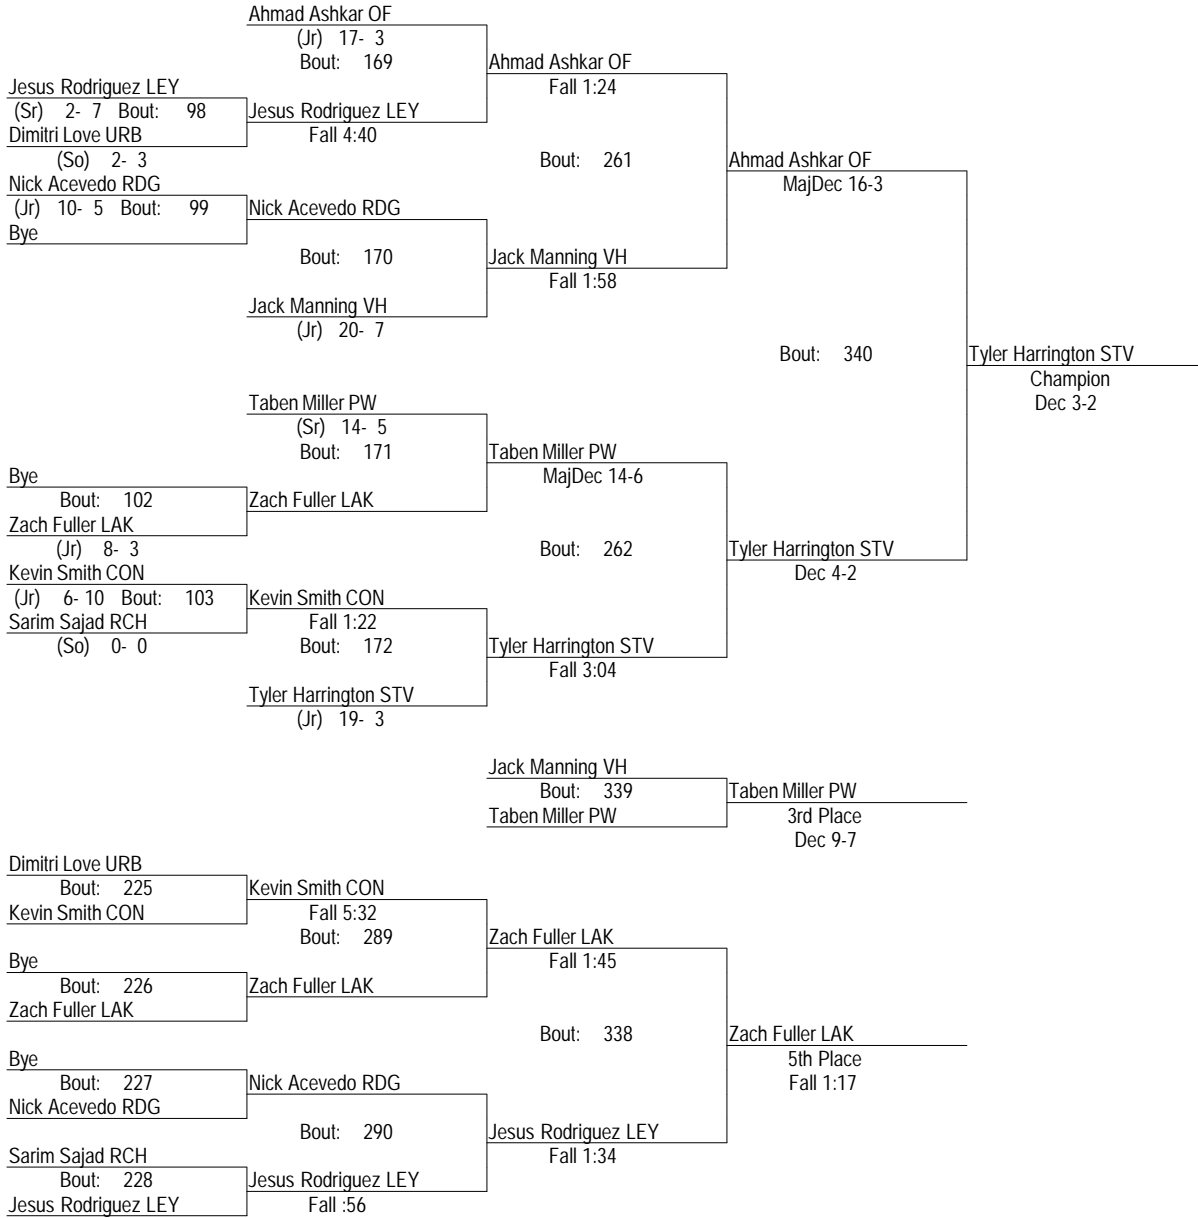 Ahmad Ashkar OF
(Jr) 17- 3
Bout: 169
Ahmad Ashkar OF
Fall 1:24
Jesus Rodriguez LEY
(Sr) 2- 7 Bout: 98
Jesus Rodriguez LEY
Fall 4:40
Dimitri Love URB
(So) 2- 3
Bout: 261
Ahmad Ashkar OF
MajDec 16-3
Nick Acevedo RDG
(Jr) 10- 5 Bout: 99
Nick Acevedo RDG
Bye
Bout: 170
Jack Manning VH
Fall 1:58
Jack Manning VH
(Jr) 20- 7
Bout: 340
Tyler Harrington STV
Champion
Dec 3-2
Taben Miller PW
(Sr) 14- 5
Bout: 171
Taben Miller PW
MajDec 14-6
Bye
Bout: 102
Zach Fuller LAK
Zach Fuller LAK
(Jr) 8- 3
Bout: 262
Tyler Harrington STV
Dec 4-2
Kevin Smith CON
(Jr) 6- 10 Bout: 103
Kevin Smith CON
Fall 1:22
Sarim Sajad RCH
(So) 0- 0
Bout: 172
Tyler Harrington STV
Fall 3:04
Tyler Harrington STV
(Jr) 19- 3
Jack Manning VH
Bout: 339
Taben Miller PW
Taben Miller PW
3rd Place
Dec 9-7
Dimitri Love URB
Bout: 225
Kevin Smith CON
Kevin Smith CON
Fall 5:32
Bout: 289
Zach Fuller LAK
Fall 1:45
Bye
Bout: 226
Zach Fuller LAK
Zach Fuller LAK
Bout: 338
Zach Fuller LAK
5th Place
Fall 1:17
Bye
Bout: 227
Nick Acevedo RDG
Nick Acevedo RDG
Bout: 290
Jesus Rodriguez LEY
Fall 1:34
Sarim Sajad RCH
Bout: 228
Jesus Rodriguez LEY
Jesus Rodriguez LEY
Fall :56